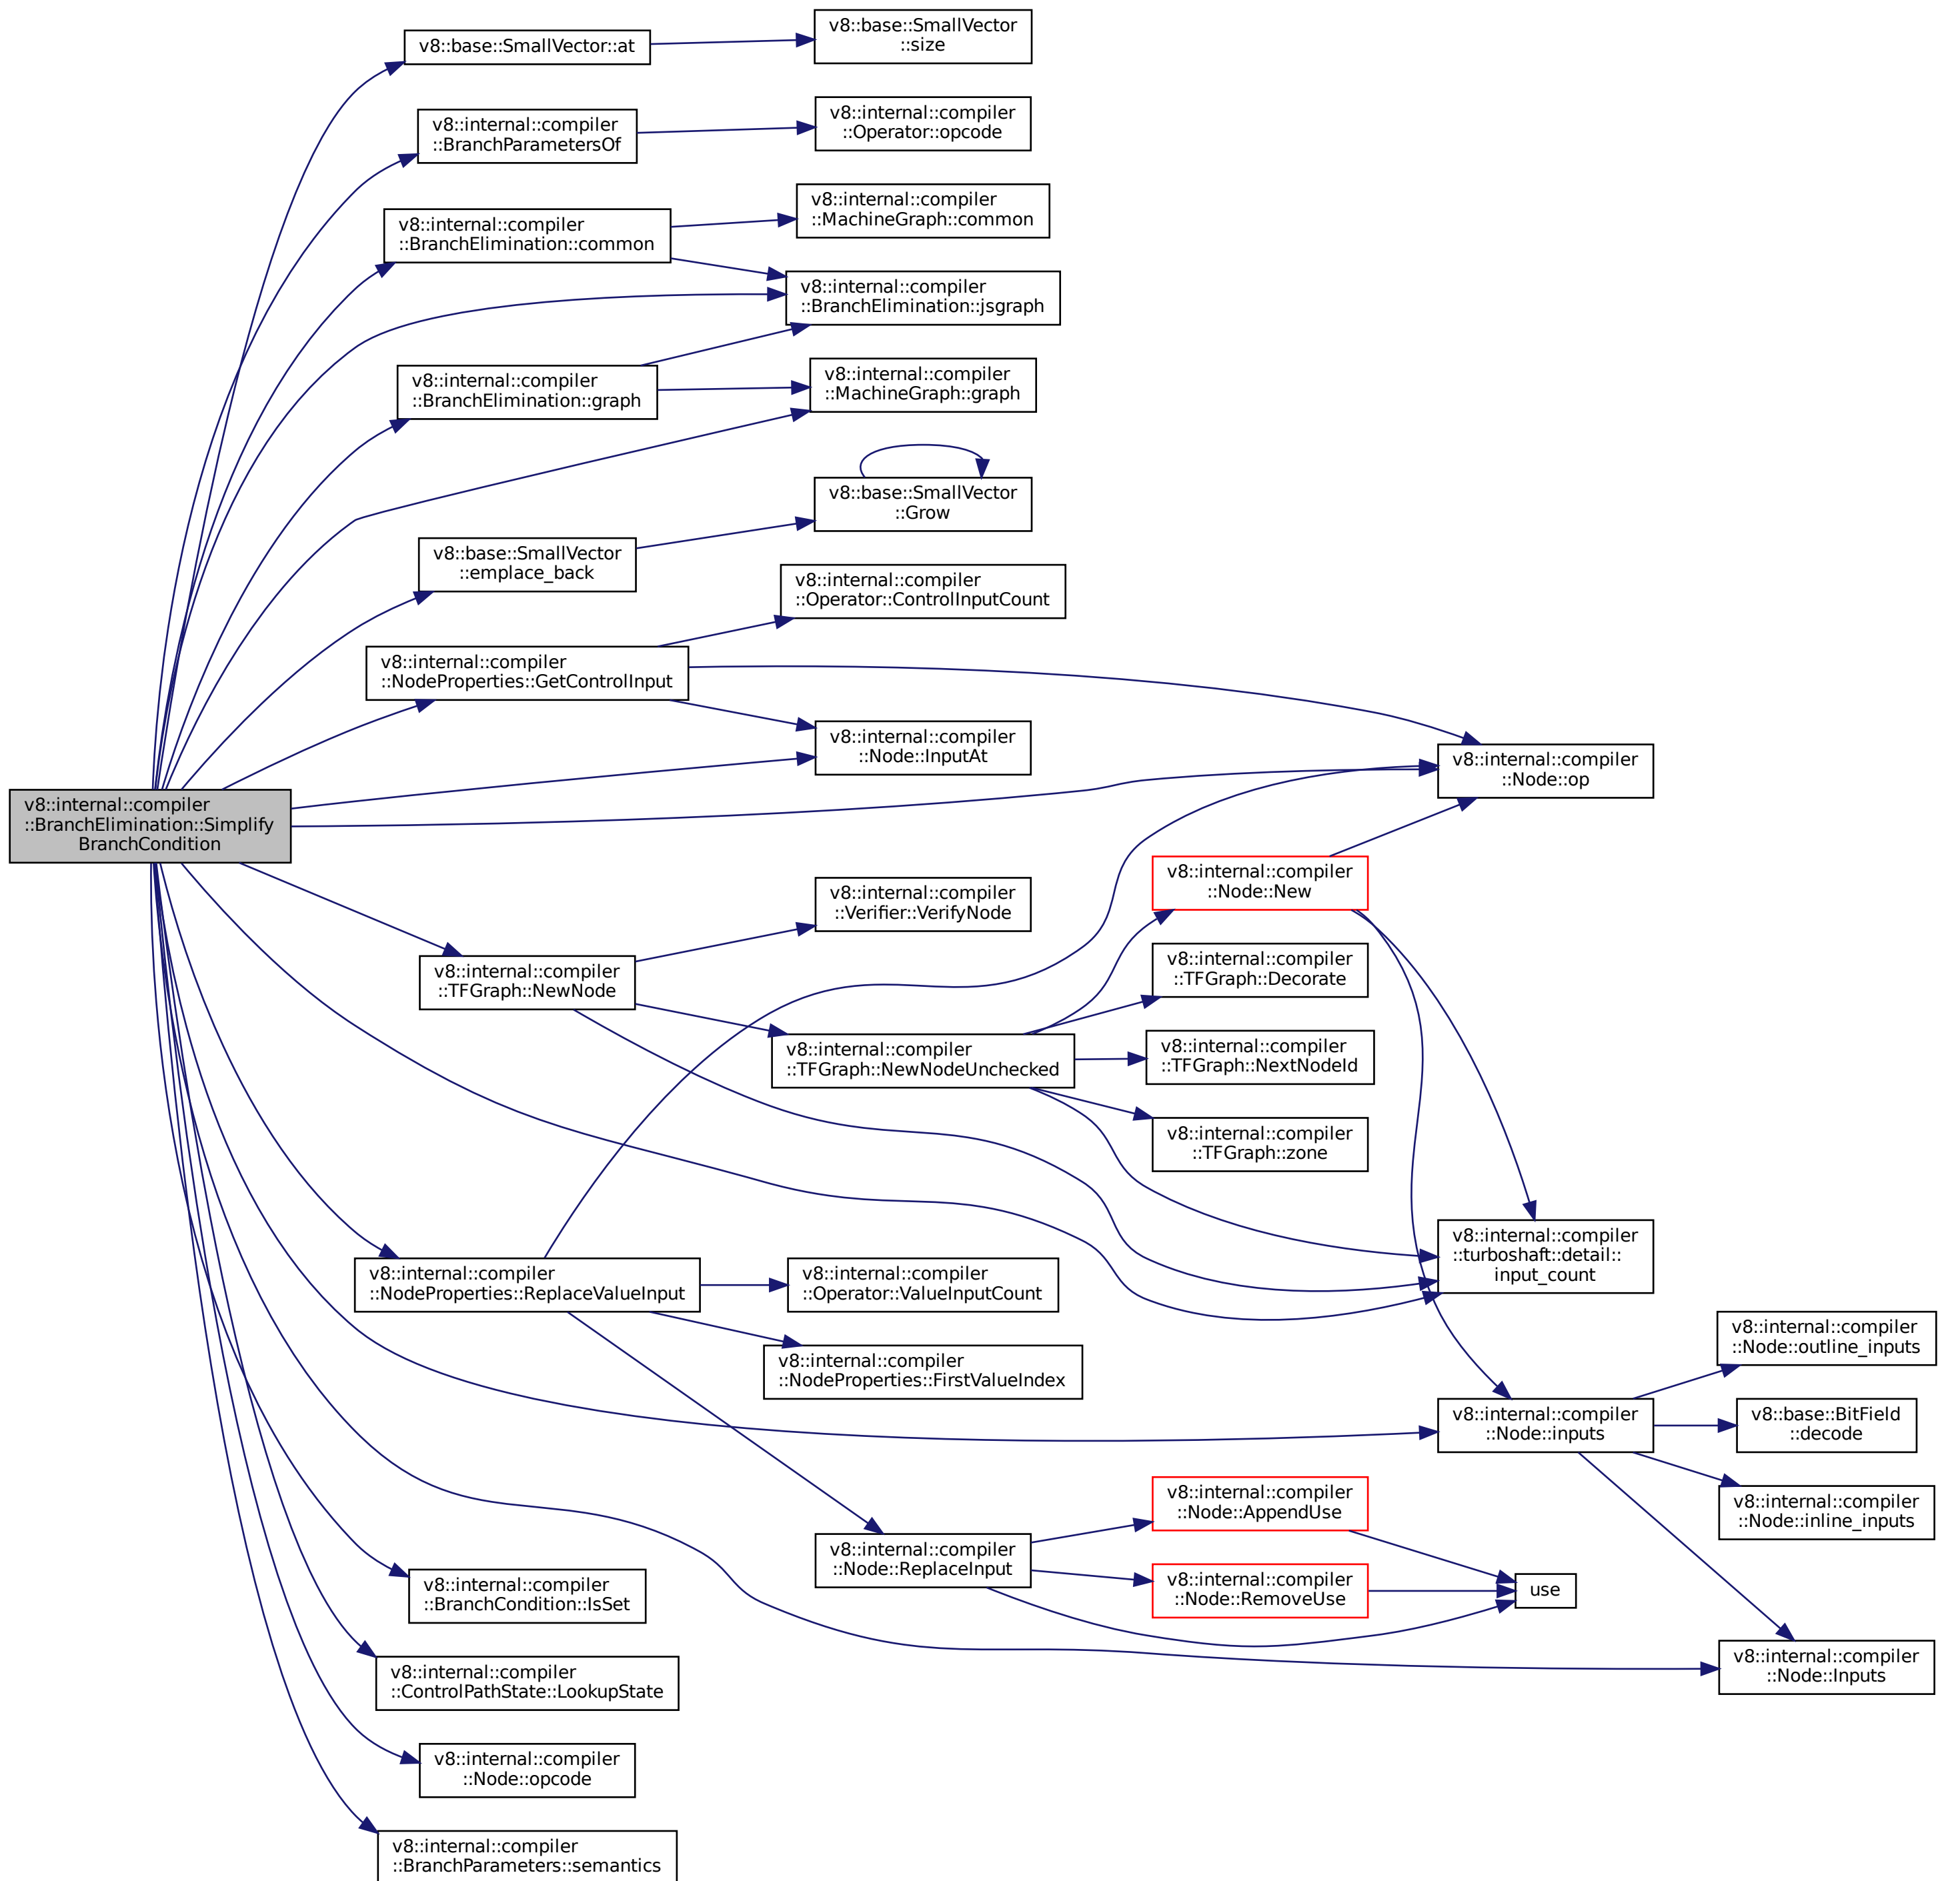 v8::base::SmallVector::at
v8::base::SmallVector
::size
v8::internal::compiler
::BranchParametersOf
v8::internal::compiler
::Operator::opcode
v8::internal::compiler
::BranchElimination::common
v8::internal::compiler
::MachineGraph::common
v8::internal::compiler
::BranchElimination::jsgraph
v8::internal::compiler
::BranchElimination::graph
v8::internal::compiler
::MachineGraph::graph
v8::base::SmallVector
::Grow
v8::base::SmallVector
::emplace_back
v8::internal::compiler
::Operator::ControlInputCount
v8::internal::compiler
::NodeProperties::GetControlInput
v8::internal::compiler
::Node::InputAt
v8::internal::compiler
::Node::op
v8::internal::compiler
::BranchElimination::Simplify
BranchCondition
v8::internal::compiler
::Verifier::VerifyNode
v8::internal::compiler
::Node::New
v8::internal::compiler
::TFGraph::NewNode
v8::internal::compiler
::TFGraph::Decorate
v8::internal::compiler
::TFGraph::NewNodeUnchecked
v8::internal::compiler
::TFGraph::NextNodeId
v8::internal::compiler
::TFGraph::zone
v8::internal::compiler
::turboshaft::detail::
input_count
v8::internal::compiler
::NodeProperties::ReplaceValueInput
v8::internal::compiler
::Operator::ValueInputCount
v8::internal::compiler
::NodeProperties::FirstValueIndex
v8::internal::compiler
::Node::outline_inputs
v8::internal::compiler
::Node::inputs
v8::base::BitField
::decode
v8::internal::compiler
::Node::inline_inputs
v8::internal::compiler
::Node::AppendUse
v8::internal::compiler
::Node::ReplaceInput
v8::internal::compiler
::Node::RemoveUse
use
v8::internal::compiler
::BranchCondition::IsSet
v8::internal::compiler
::Node::Inputs
v8::internal::compiler
::ControlPathState::LookupState
v8::internal::compiler
::Node::opcode
v8::internal::compiler
::BranchParameters::semantics